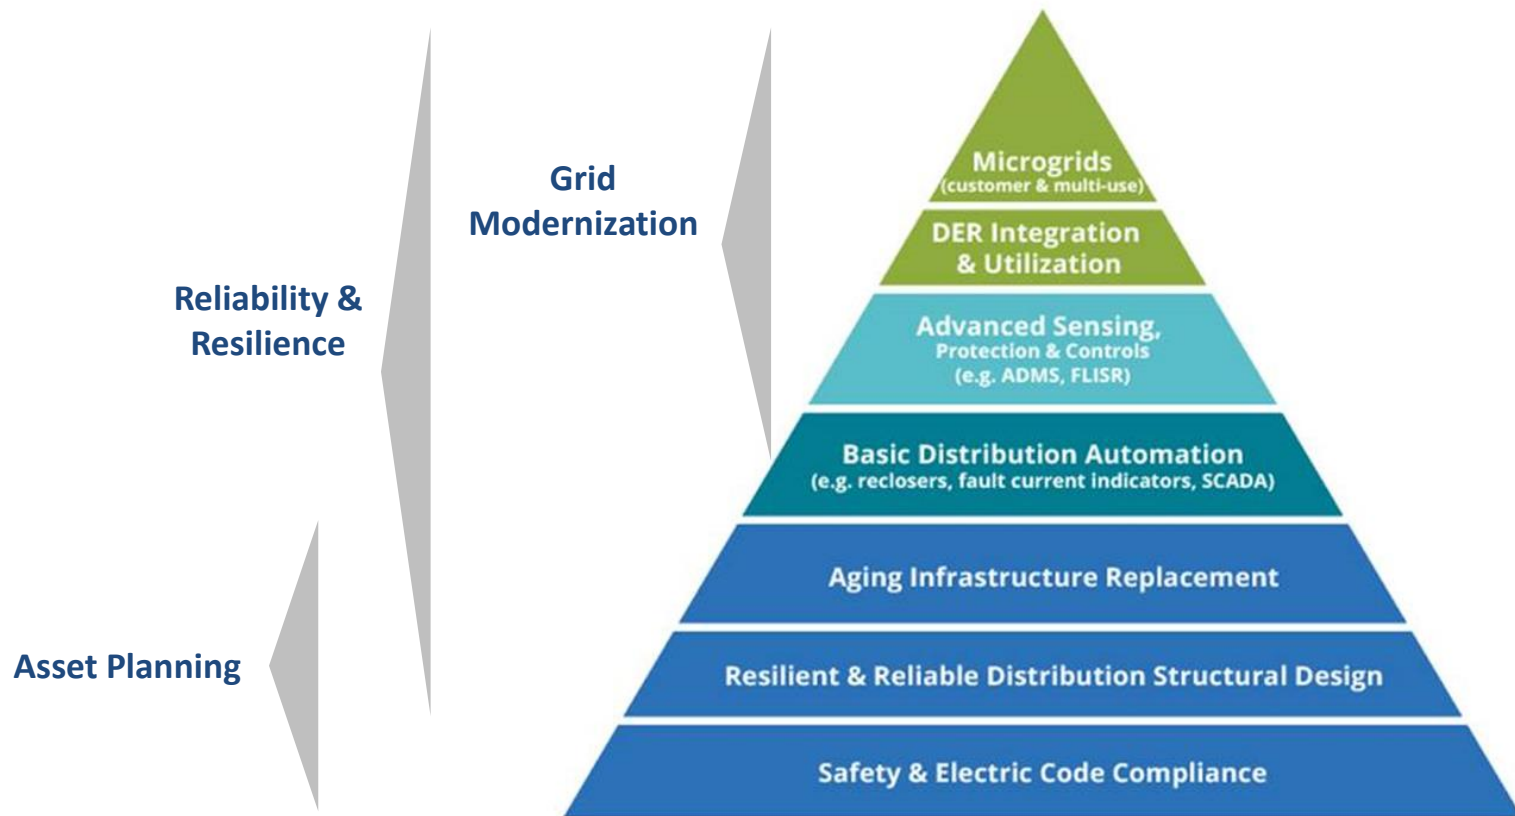 Grid
Modernization
Reliability &
Resilience
Asset Planning
Microgrids
(customer & multi-use)
DER Integration
& Utilization
Advanced Sensing,
Protection & Controls
(e.g. ADMS, FLISR)
Basic Distribution Automation
(e.g. reclosers, fault current indicators, SCADA)
Aging Infrastructure Replacement
Resilient & Reliable Distribution Structural Design
Safety & Electric Code Compliance